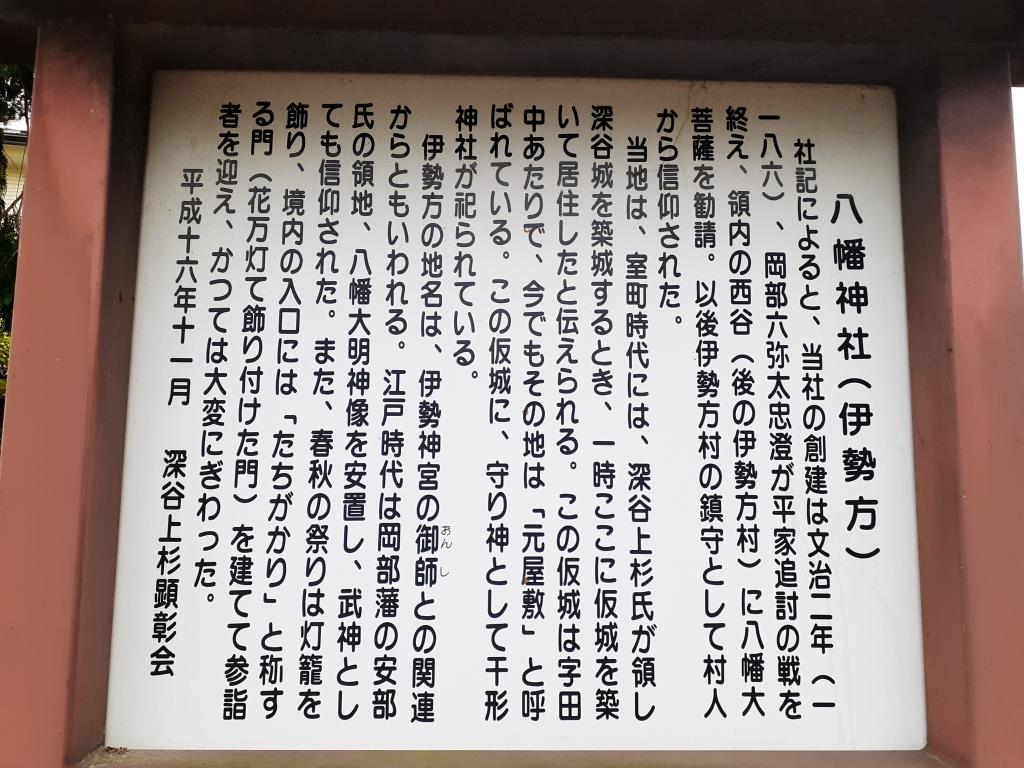 八幡神社（伊勢方）
社記によると、当社の創建は文治二年（一
一八六）、岡部六弥太忠澄が平家追討の戦を
終え、領内の西谷（後の伊勢方村）に八幡大
菩薩を勧請。以後伊勢方村の鎮守として村人
から信仰された。
当地は、室町時代には、深谷上杉氏が領し
深谷城を築城するとき、一時ここに仮城を築
いて居住したと伝えられる。この仮城は字田
中あたりで、今でもその地は「元屋敷」と呼
ばれている。この仮城に、守り神として千形
神社が祀られている。
伊勢方の地名は、伊勢神宮の御師との関連
おんし
からともいわれる。江戸時代は岡部藩の安部
氏の領地、八幡大明神像を安置し、武神とし
ても信仰された。また、春秋の祭りは灯籠を
飾り、境内の入口には「たちがかり」と称す
る門（花万灯て飾り付けた門）を建てて参詣
者を迎え、かつては大変にぎわった。
平成十六年十一月　深谷上杉顕彰会